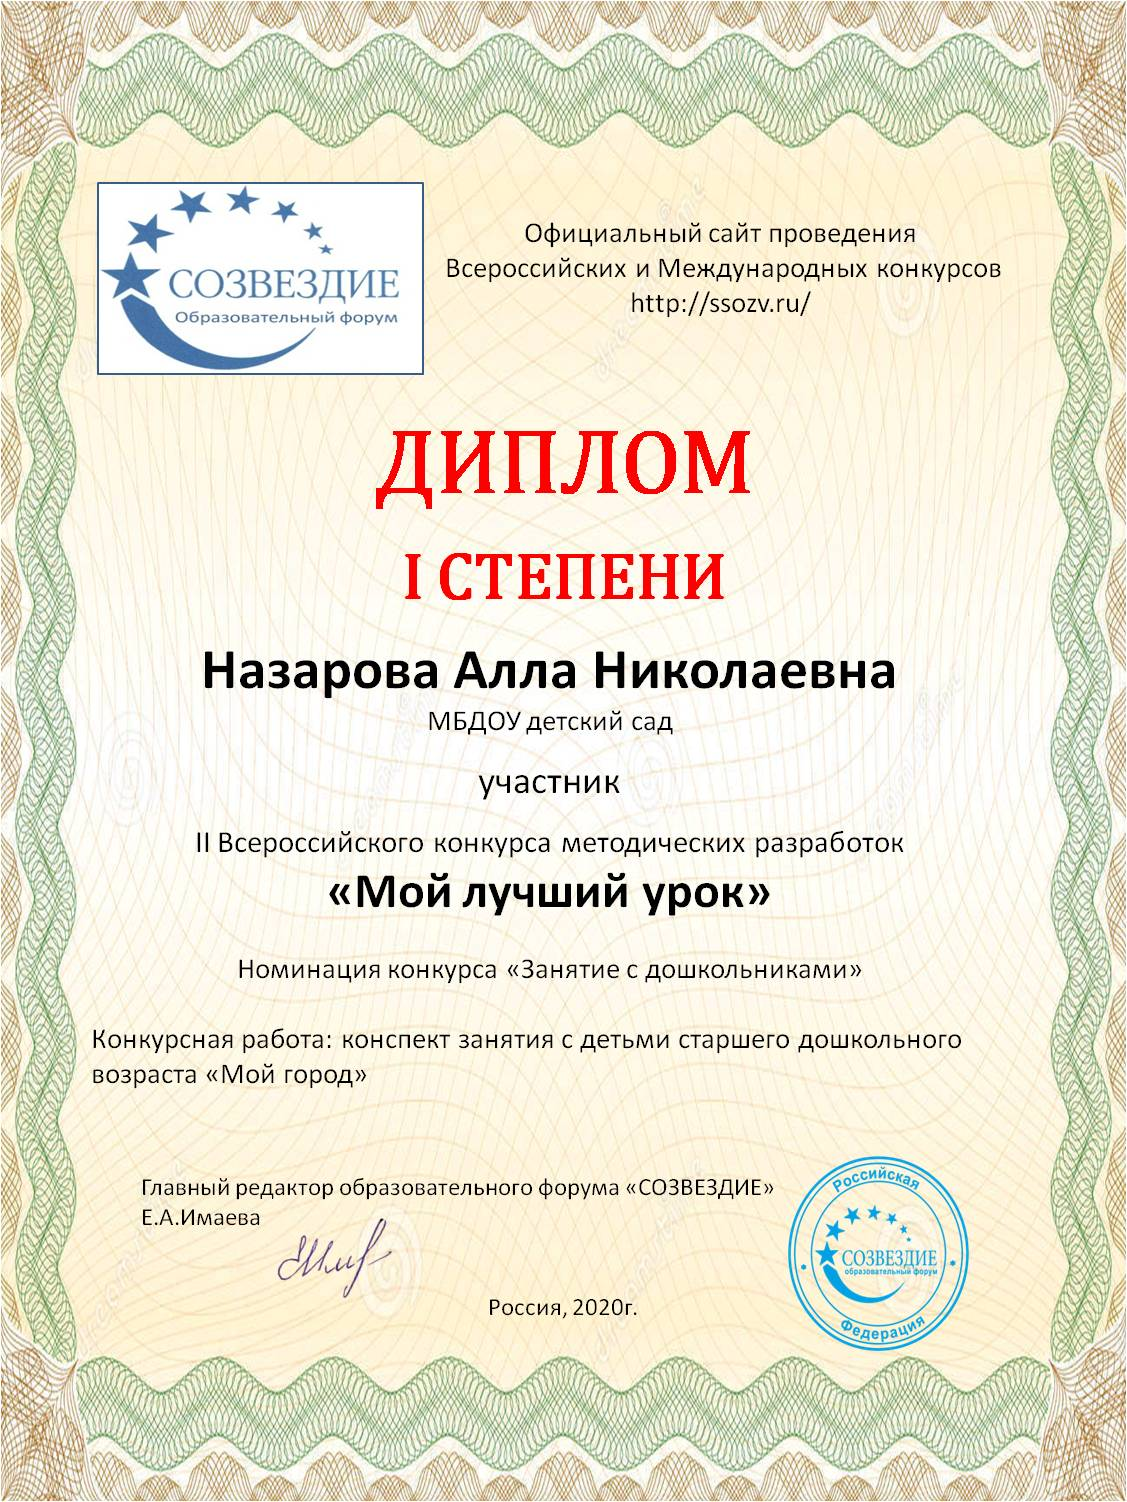 СОЗВЕЗДИЕ
Образовательный форум
Официальный сайт проведения
Всероссийских и Международных конкурсов
http://ssozv.ru/
ДИПЛОМ
I СТЕПЕНИ
Назарова Алла Николаевна
МБДОУ детский сад
участник
II Всероссийского конкурса методических разработок
«Мой лучший урок»
Номинация конкурса «Занятие с дошкольниками»
Конкурсная работа: конспект занятия с детьми старшего дошкольного
возраста «Мой город»
Главный редактор образовательного форума «СОЗВЕЗДИЕ»
Е.А.Имаева
Россия, 2020г.
Российская
СОЗВЕЗДИЕ
образовательный форум
Федерация